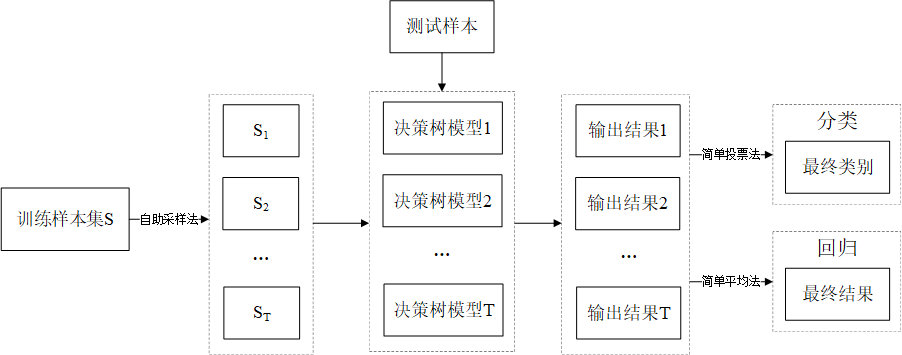 测试样本
训练样本集S
自助采样法
S₁
S₂
...
S_T
决策树模型1
决策树模型2
...
决策树模型T
输出结果1
输出结果2
...
输出结果T
简单投票法
简单平均法
分类
最终类别
回归
最终结果